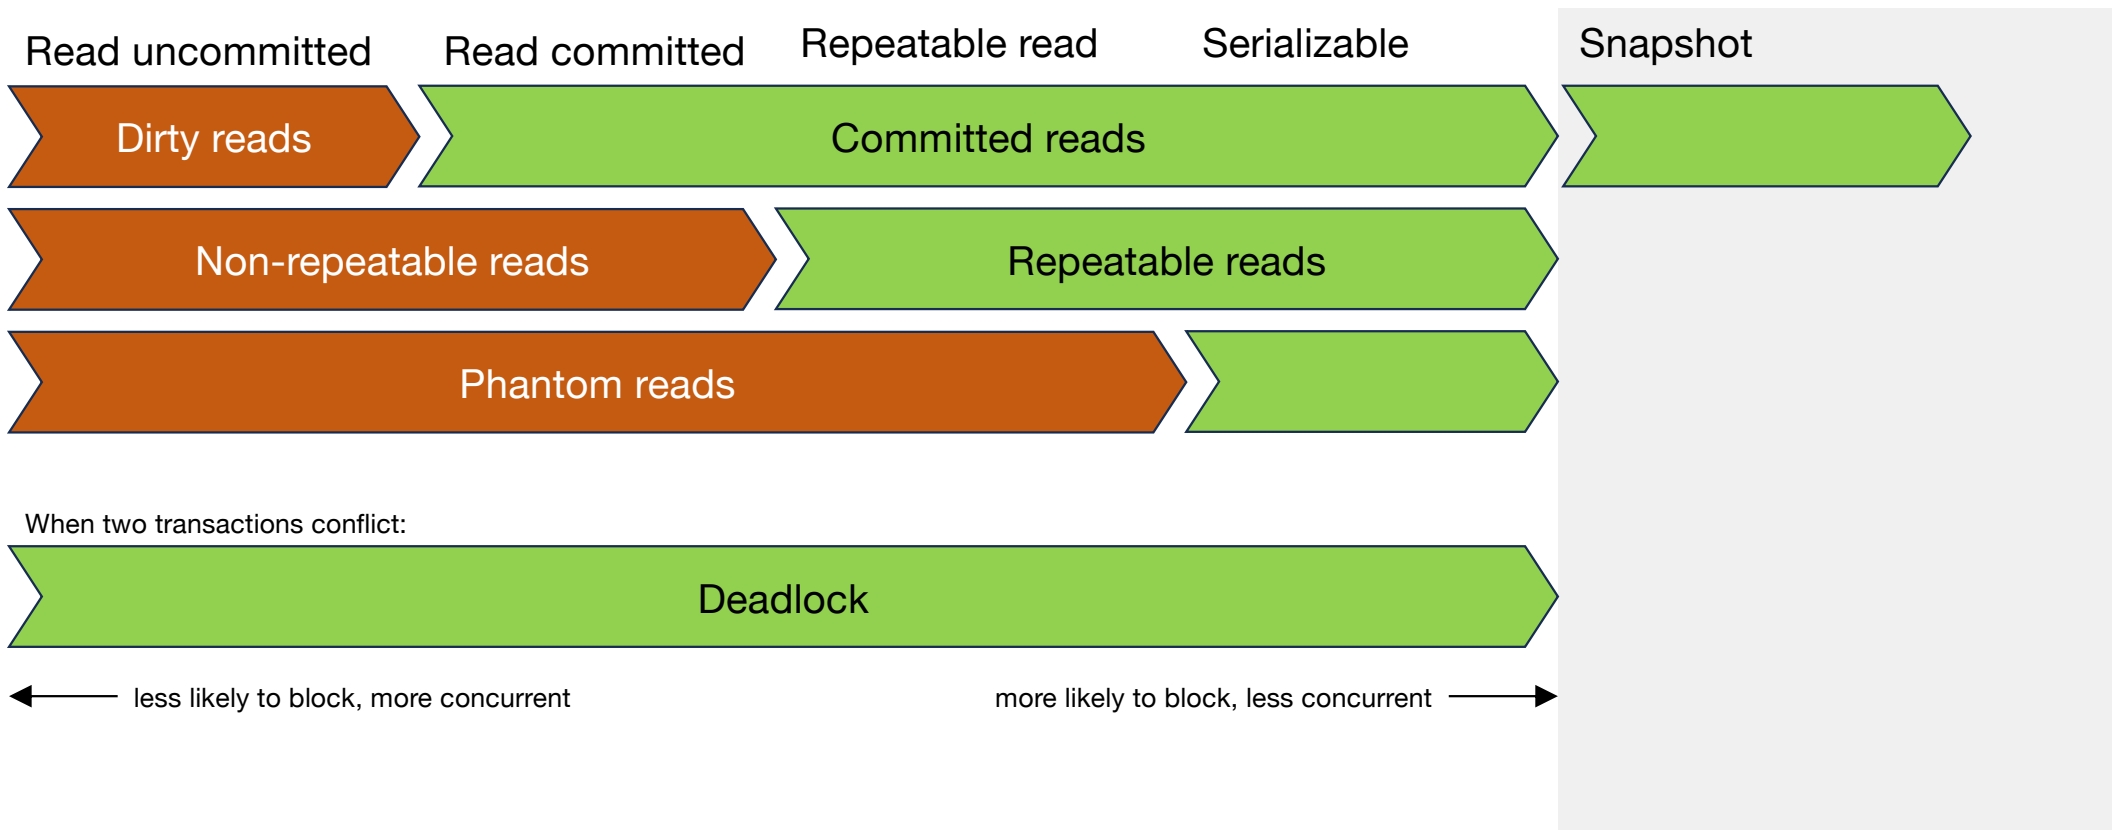 Read uncommitted
Read committed
Repeatable read
Serializable
Snapshot
Dirty reads
Committed reads
Non-repeatable reads
Repeatable reads
Phantom reads
When two transactions conflict:
Deadlock
less likely to block, more concurrent
more likely to block, less concurrent